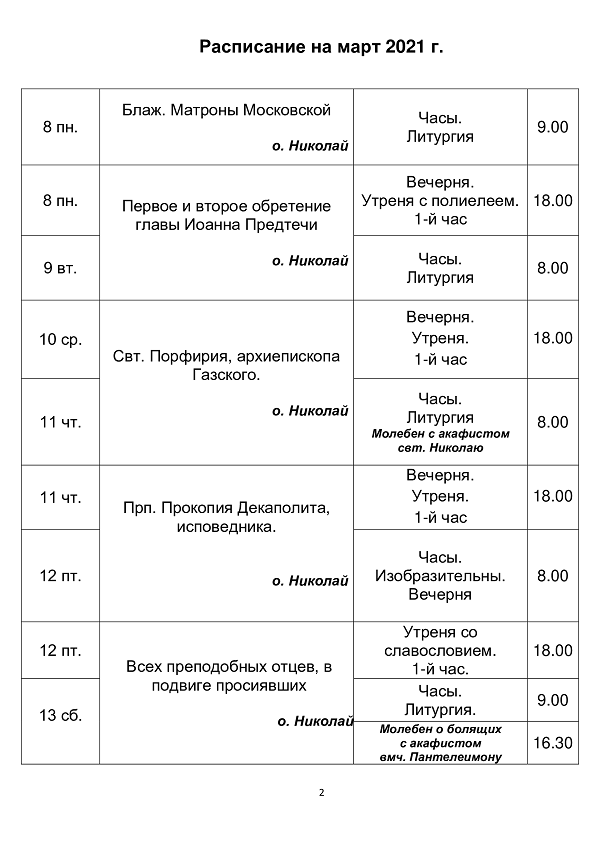 Расписание на март 2021 г.
8 пн.
Блаж. Матроны Московской
о. Николай
Часы.
Литургия
9.00
8 пн.
Первое и второе обретение
главы Иоанна Предтечи
о. Николай
Вечерня.
Утреня с полиелеем.
1-й час
18.00
9 вт.
Часы.
Литургия
8.00
10 ср.
Свт. Порфирия, архиепископа
Газского.
о. Николай
Вечерня.
Утреня.
1-й час
18.00
11 чт.
Часы.
Литургия
Молебен с акафистом
свт. Николаю
8.00
11 чт.
Прп. Прокопия Декаполита,
исповедника.
о. Николай
Вечерня.
Утреня.
1-й час
18.00
12 пт.
Часы.
Изобразительны.
Вечерня
8.00
12 пт.
Всех преподобных отцев, в
подвиге просиявших
о. Николай
Утреня со
славословием.
1-й час.
18.00
13 сб.
Часы.
Литургия.
9.00
Молебен о болящих
с акафистом
вмч. Пантелеимону
16.30
2